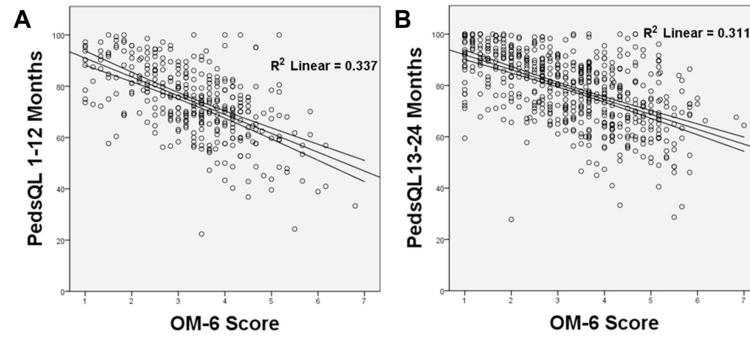 A
PedsQL 1-12 Months
100
80
60
40
20
0
R² Linear = 0.337
1 2 3 4 5 6 7
OM-6 Score
B
PedsQL13-24 Months
100
80
60
40
20
0
R² Linear = 0.311
1 2 3 4 5 6 7
OM-6 Score